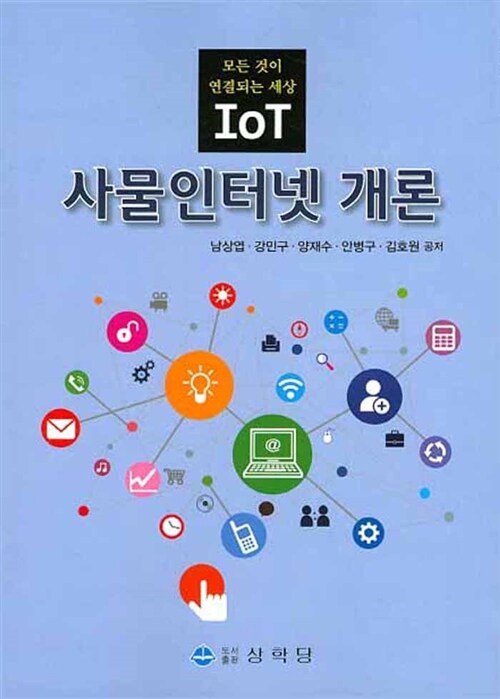 모든 것이
연결되는 세상
IoT
사물인터넷 개론
남상엽 · 강민구 · 양재수 · 안병구 · 김호원 공저
@
도서
출판
상학당